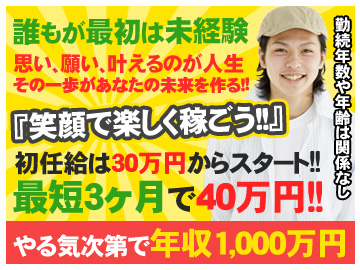 誰もが最初は未経験
思い、願い、叶えるのが人生
その一歩があなたの未来を作る!!
『笑顔で楽しく稼ごう!!』
初任給は30万円からスタート!!
最短3ヶ月で40万円!!
やる気次第で年収1,000万円
勤続年数や年齢は関係なし